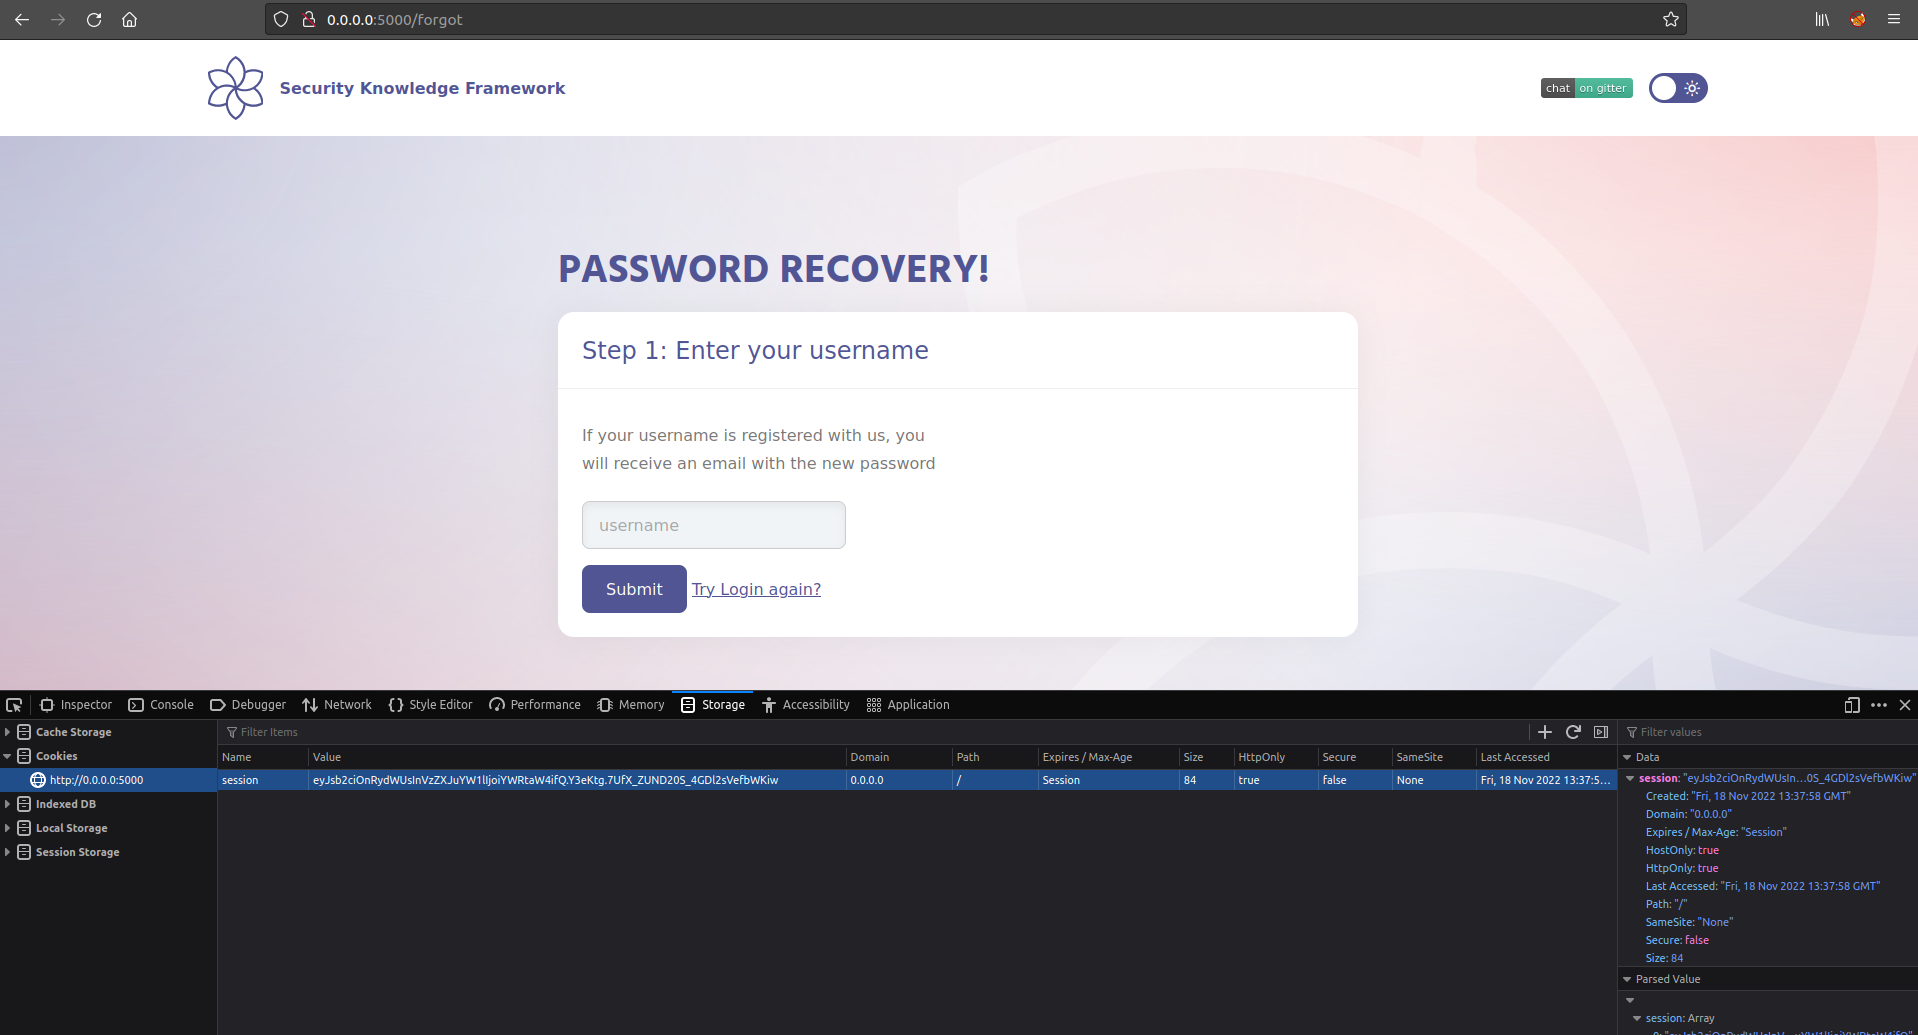 0.0.0.0:5000/forgot
Security Knowledge Framework
chat on gitter
PASSWORD RECOVERY!
Step 1: Enter your username
If your username is registered with us, you
will receive an email with the new password
username
Submit Try Login again?
Inspector Console Debugger Network Style Editor Performance Memory Storage Accessibility Application
Cache Storage
Cookies
http://0.0.0.0:5000
Indexed DB
Local Storage
Session Storage
Filter Items
Name Value Domain Path Expires / Max-Age Size HttpOnly Secure SameSite Last Accessed
session eyJsb2ciOnRydWUsInVzZXJuYW1lIjoiYWRtaW4ifQ.Y3eKtg.7UfX_ZUND20S_4GDl2sVefbWKiw 0.0.0.0 / Session 84 true false None Fri, 18 Nov 2022 13:37:5...
Filter values
Data
session: "eyJsb2ciOnRydWUsIn...0S_4GDl2sVefbWKiw"
Created: "Fri, 18 Nov 2022 13:37:58 GMT"
Domain: "0.0.0.0"
Expires / Max-Age: "Session"
HostOnly: true
HttpOnly: true
Last Accessed: "Fri, 18 Nov 2022 13:37:58 GMT"
Path: "/"
SameSite: "None"
Secure: false
Size: 84
Parsed Value
session: Array